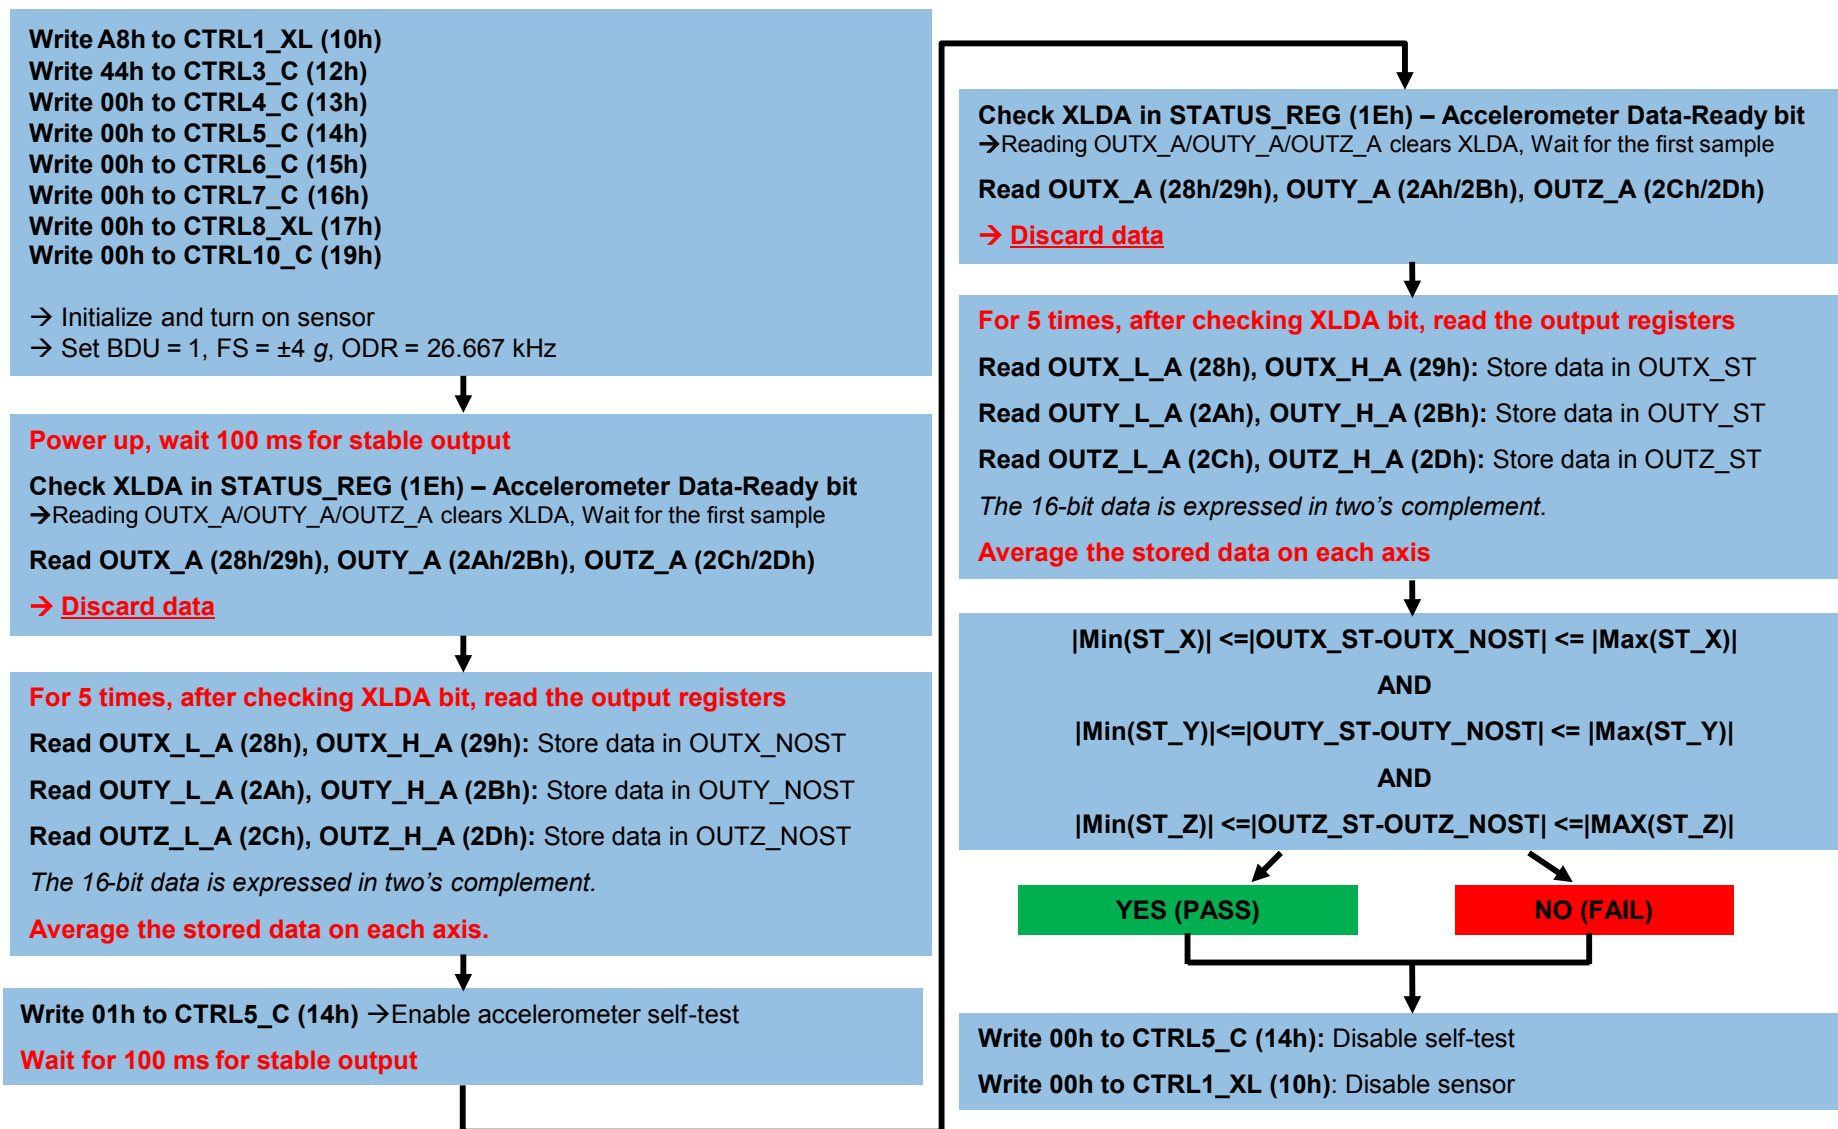 Write A8h to CTRL1_XL (10h)
Write 44h to CTRL3_C (12h)
Write 00h to CTRL4_C (13h)
Write 00h to CTRL5_C (14h)
Write 00h to CTRL6_C (15h)
Write 00h to CTRL7_C (16h)
Write 00h to CTRL8_XL (17h)
Write 00h to CTRL10_C (19h)
→ Initialize and turn on sensor
→ Set BDU = 1, FS = ±4 g, ODR = 26.667 kHz
Power up, wait 100 ms for stable output
Check XLDA in STATUS_REG (1Eh) – Accelerometer Data-Ready bit
→Reading OUTX_A/OUTY_A/OUTZ_A clears XLDA, Wait for the first sample
Read OUTX_A (28h/29h), OUTY_A (2Ah/2Bh), OUTZ_A (2Ch/2Dh)
→ Discard data
For 5 times, after checking XLDA bit, read the output registers
Read OUTX_L_A (28h), OUTX_H_A (29h): Store data in OUTX_NOST
Read OUTY_L_A (2Ah), OUTY_H_A (2Bh): Store data in OUTY_NOST
Read OUTZ_L_A (2Ch), OUTZ_H_A (2Dh): Store data in OUTZ_NOST
The 16-bit data is expressed in two's complement.
Average the stored data on each axis.
Write 01h to CTRL5_C (14h) →Enable accelerometer self-test
Wait for 100 ms for stable output
Check XLDA in STATUS_REG (1Eh) – Accelerometer Data-Ready bit
→Reading OUTX_A/OUTY_A/OUTZ_A clears XLDA, Wait for the first sample
Read OUTX_A (28h/29h), OUTY_A (2Ah/2Bh), OUTZ_A (2Ch/2Dh)
→ Discard data
For 5 times, after checking XLDA bit, read the output registers
Read OUTX_L_A (28h), OUTX_H_A (29h): Store data in OUTX_ST
Read OUTY_L_A (2Ah), OUTY_H_A (2Bh): Store data in OUTY_ST
Read OUTZ_L_A (2Ch), OUTZ_H_A (2Dh): Store data in OUTZ_ST
The 16-bit data is expressed in two's complement.
Average the stored data on each axis
|Min(ST_X)| <=|OUTX_ST-OUTX_NOST| <= |Max(ST_X)|
AND
|Min(ST_Y)|<=|OUTY_ST-OUTY_NOST| <= |Max(ST_Y)|
AND
|Min(ST_Z)| <=|OUTZ_ST-OUTZ_NOST| <=|MAX(ST_Z)|
YES (PASS)
NO (FAIL)
Write 00h to CTRL5_C (14h): Disable self-test
Write 00h to CTRL1_XL (10h): Disable sensor